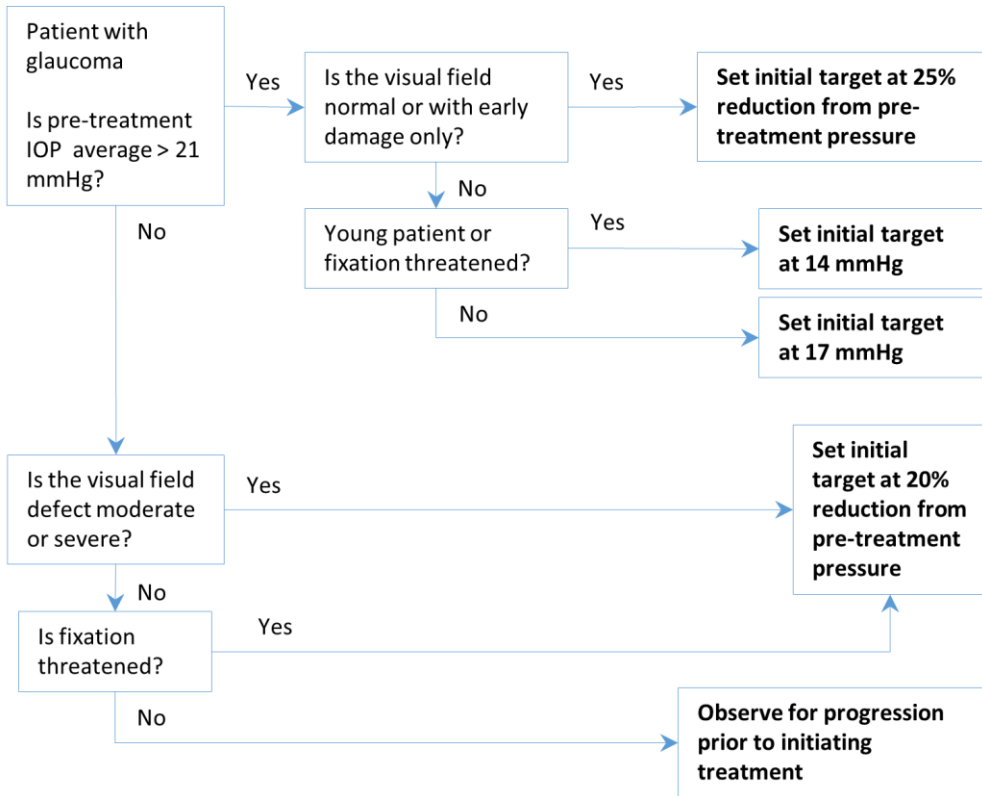 Patient with
glaucoma
Is pre-treatment
IOP average > 21
mmHg?
Yes
Is the visual field
normal or with early
damage only?
Yes
Set initial target at 25%
reduction from pre-
treatment pressure
No
Young patient or
fixation threatened?
Yes
Set initial target
at 14 mmHg
No
Set initial target
at 17 mmHg
No
Is the visual field
defect moderate
or severe?
Yes
Set initial
target at 20%
reduction from
pre-treatment
pressure
No
Is fixation
threatened?
Yes
No
Observe for progression
prior to initiating
treatment